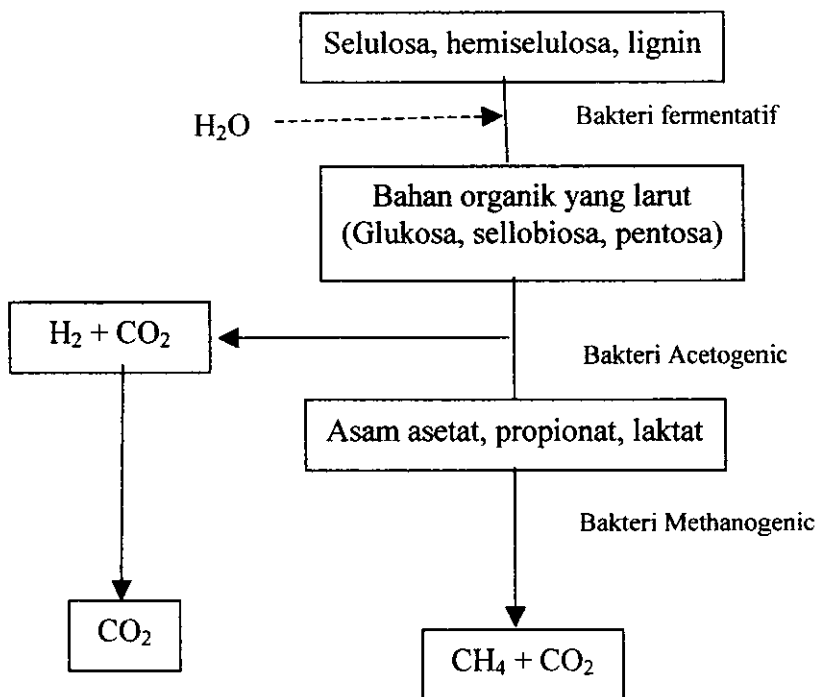 Selulosa, hemiselulosa, lignin
H₂O
Bakteri fermentatif
Bahan organik yang larut
(Glukosa, sellobiosa, pentosa)
H₂ + CO₂
Bakteri Acetogenic
Asam asetat, propionat, laktat
Bakteri Methanogenic
CO₂
CH₄ + CO₂